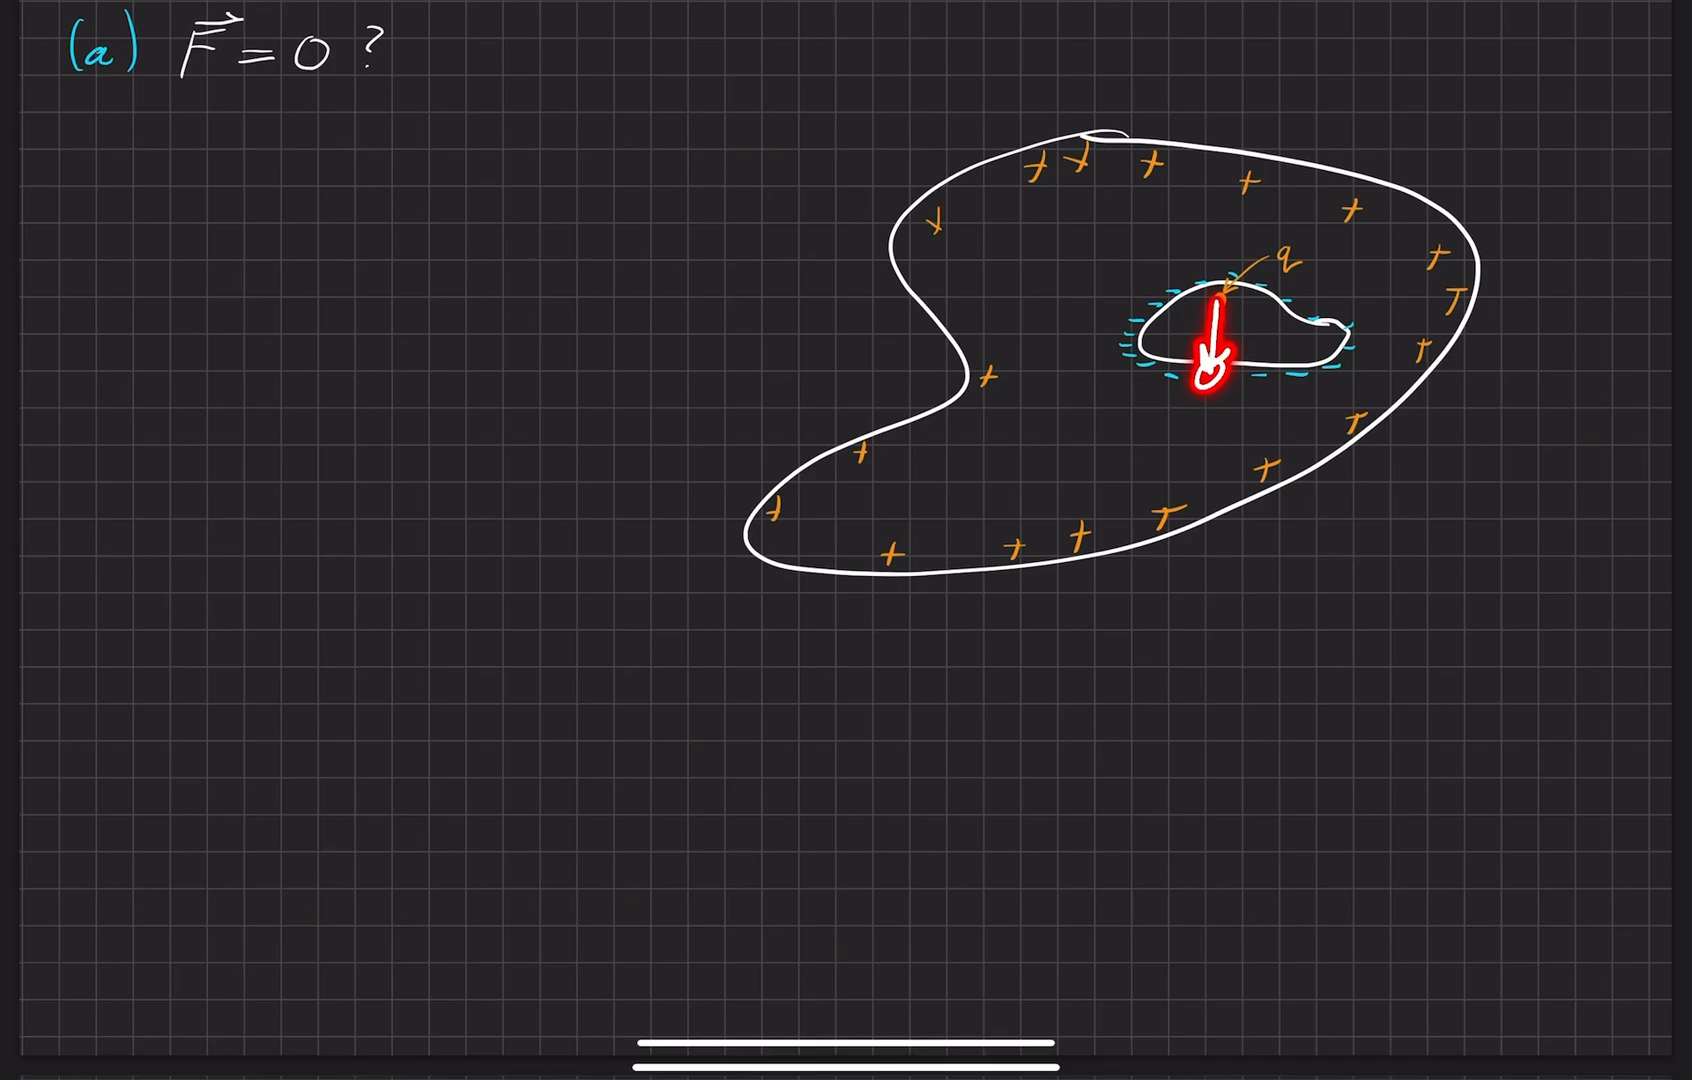 (a) F⃗ = 0 ?
q